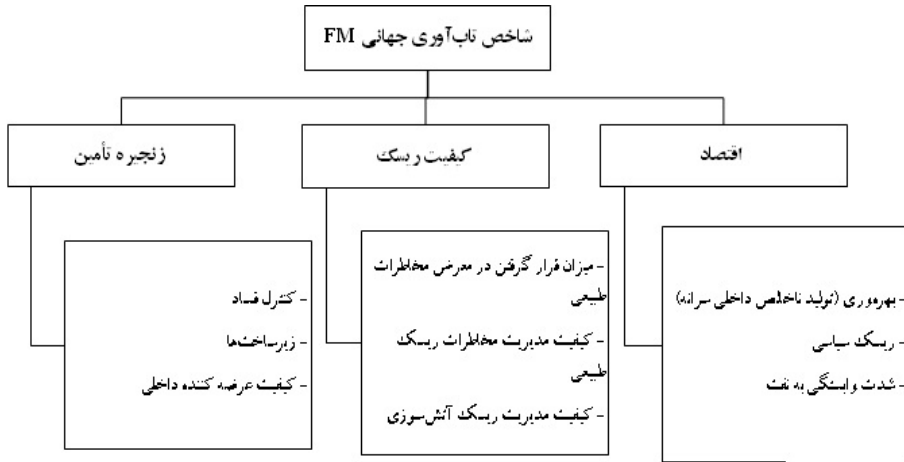 شاخص تاب‌آوری جهانی FM
اقتصاد
کیفیت ریسک
زنجیره تأمین
- بهره‌وری (تولید ناخالص داخلی سرانه)
- ریسک سیاسی
- شدت وابستگی به نفت
- میزان قرار گرفتن در معرض مخاطرات
طبیعی
- کیفیت مدیریت مخاطرات ریسک
طبیعی
- کیفیت مدیریت ریسک آتش‌سوزی
- کنترل فساد
- زیرساخت‌ها
- کیفیت عرضه کننده داخلی